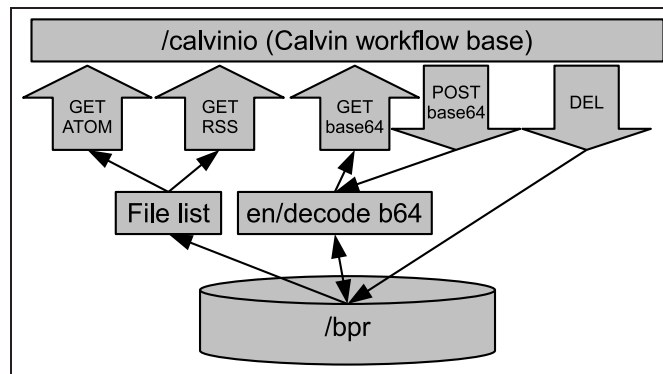 /calvinio (Calvin workflow base)
GET
ATOM
GET
RSS
GET
base64
POST
base64
DEL
File list
en/decode b64
/bpr